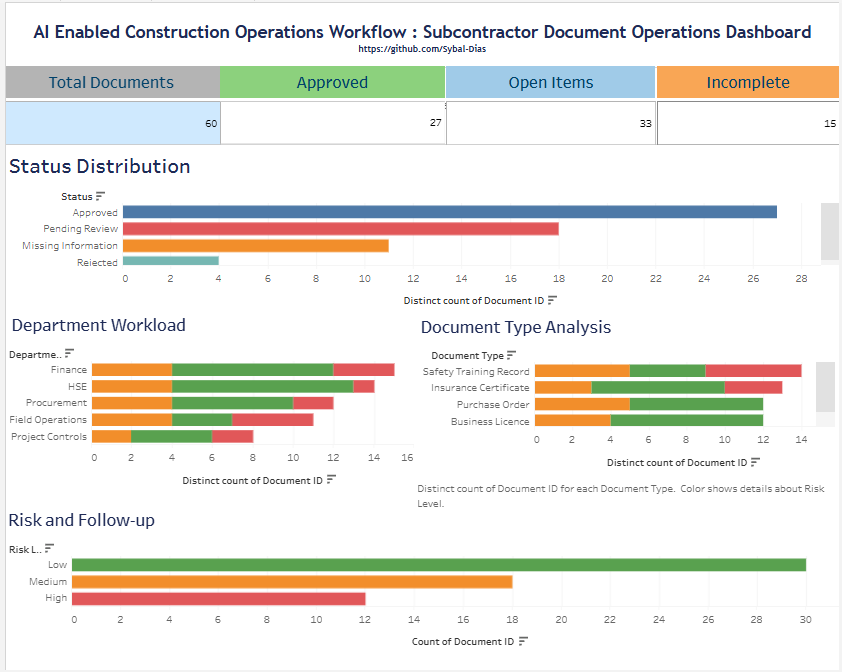 AI Enabled Construction Operations Workflow : Subcontractor Document Operations Dashboard
https://github.com/Sybal-Dias
Total Documents Approved Open Items Incomplete
60 27 33 15
Status Distribution
Status
Approved
Pending Review
Missing Information
Rejected
0 2 4 6 8 10 12 14 16 18 20 22 24 26 28
Distinct count of Document ID
Department Workload
Departme..
Finance
HSE
Procurement
Field Operations
Project Controls
0 2 4 6 8 10 12 14 16
Distinct count of Document ID
Document Type Analysis
Document Type
Safety Training Record
Insurance Certificate
Purchase Order
Business Licence
0 2 4 6 8 10 12 14
Distinct count of Document ID
Distinct count of Document ID for each Document Type. Color shows details about Risk
Level.
Risk and Follow-up
Risk L..
Low
Medium
High
0 2 4 6 8 10 12 14 16 18 20 22 24 26 28 30
Count of Document ID